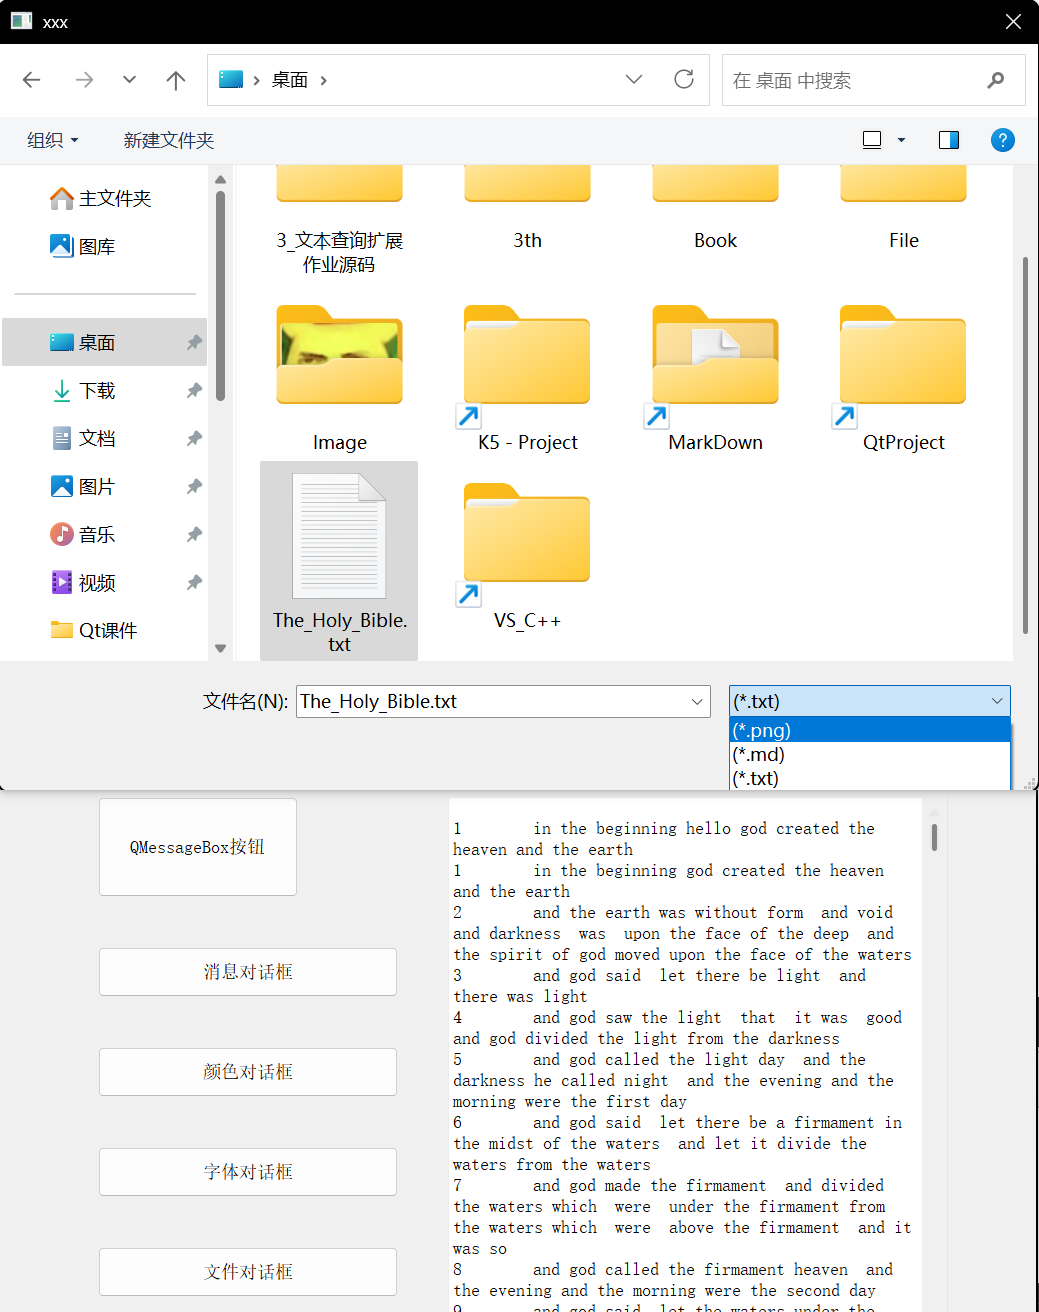 xxx
桌面
在 桌面 中搜索
组织
新建文件夹
主文件夹
图库
桌面
下载
文档
图片
音乐
视频
Qt课件
3_文本查询扩展
作业源码
3th
Book
File
Image
K5 - Project
MarkDown
QtProject
The_Holy_Bible.
txt
VS_C++
文件名(N):
The_Holy_Bible.txt
(*.txt)
(*.png)
(*.md)
(*.txt)
QMessageBox按钮
消息对话框
颜色对话框
字体对话框
文件对话框
1 in the beginning hello god created the
heaven and the earth
1 in the beginning god created the heaven
and the earth
2 and the earth was without form and void
and darkness was upon the face of the deep and
the spirit of god moved upon the face of the waters
3 and god said let there be light and
there was light
4 and god saw the light that it was good
and god divided the light from the darkness
5 and god called the light day and the
darkness he called night and the evening and the
morning were the first day
6 and god said let there be a firmament in
the midst of the waters and let it divide the
waters from the waters
7 and god made the firmament and divided
the waters which were under the firmament from
the waters which were above the firmament and it
was so
8 and god called the firmament heaven and
the evening and the morning were the second day
9 and god said let the waters under the